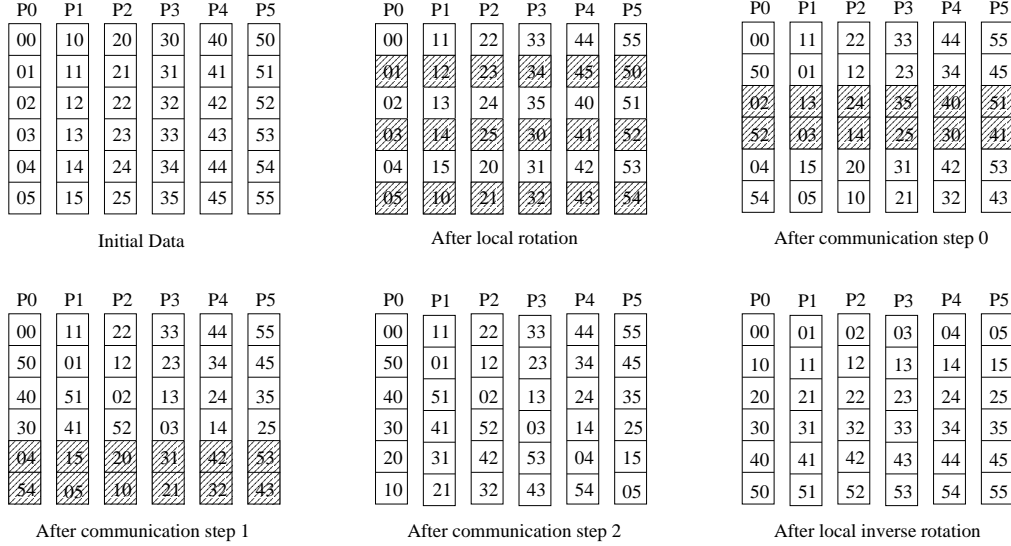 P0 P1 P2 P3 P4 P5
00 10 20 30 40 50
01 11 21 31 41 51
02 12 22 32 42 52
03 13 23 33 43 53
04 14 24 34 44 54
05 15 25 35 45 55
Initial Data
P0 P1 P2 P3 P4 P5
00 11 22 33 44 55
01 12 23 34 45 50
02 13 24 35 40 51
03 14 25 30 41 52
04 15 20 31 42 53
05 10 21 32 43 54
After local rotation
P0 P1 P2 P3 P4 P5
00 11 22 33 44 55
50 01 12 23 34 45
02 13 24 35 40 51
52 03 14 25 30 41
04 15 20 31 42 53
54 05 10 21 32 43
After communication step 0
P0 P1 P2 P3 P4 P5
00 11 22 33 44 55
50 01 12 23 34 45
40 51 02 13 24 35
30 41 52 03 14 25
04 15 20 31 42 53
54 05 10 21 32 43
After communication step 1
P0 P1 P2 P3 P4 P5
00 11 22 33 44 55
50 01 12 23 34 45
40 51 02 13 24 35
30 41 52 03 14 25
20 31 42 53 04 15
10 21 32 43 54 05
After communication step 2
P0 P1 P2 P3 P4 P5
00 01 02 03 04 05
10 11 12 13 14 15
20 21 22 23 24 25
30 31 32 33 34 35
40 41 42 43 44 45
50 51 52 53 54 55
After local inverse rotation